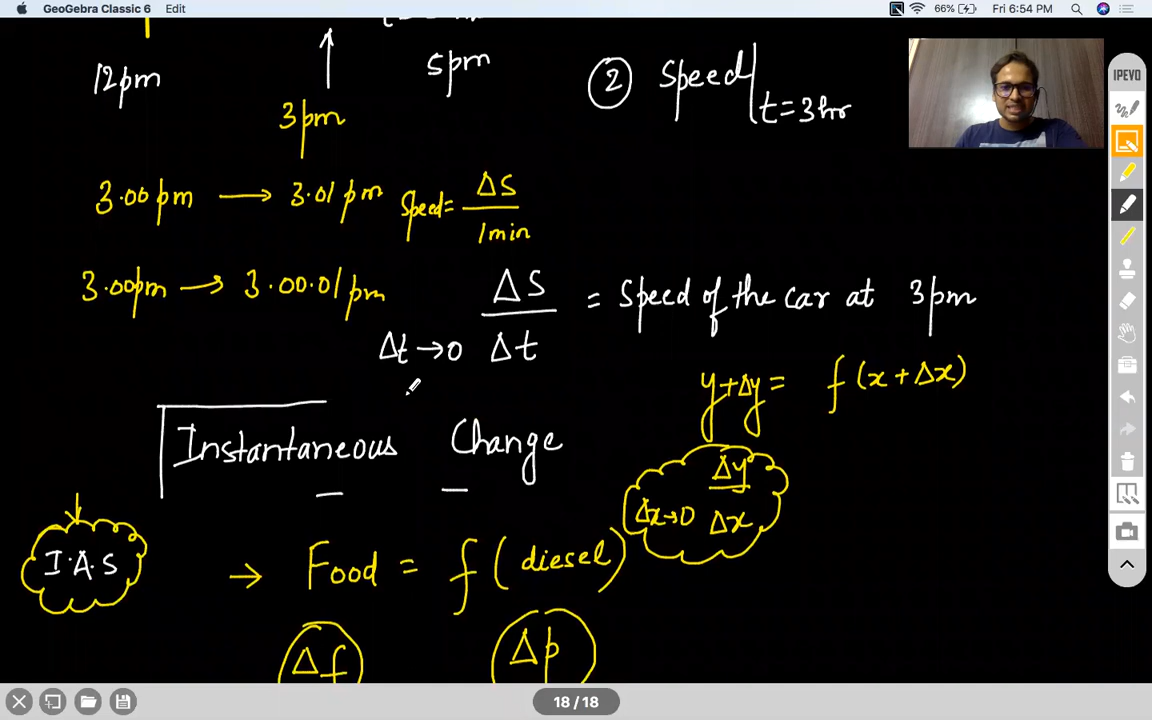 GeoGebra Classic 6 Edit 66% Fri 6:54 PM
12pm
3pm
5pm
② Speed|t=3hr
3.00 pm → 3.01 pm Speed = Δs/1min
3.00pm → 3.00.01 pm
Δt→0 Δs/Δt = Speed of the car at 3pm
y+Δy = f(x+Δx)
Instantaneous Change
Δx→0 Δy/Δx
I.A.S
→ Food = f(diesel)
Δf Δp
IPEVO
18 / 18